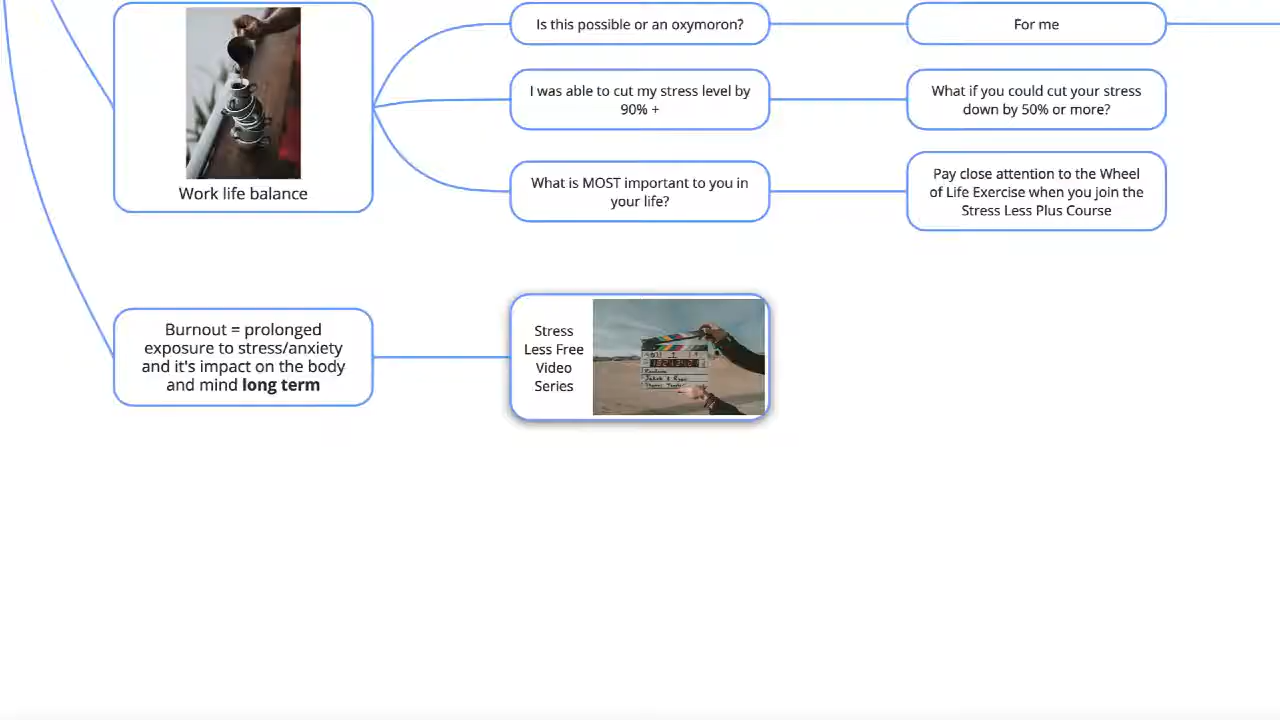 Is this possible or an oxymoron?
For me
I was able to cut my stress level by
90% +
What if you could cut your stress
down by 50% or more?
Work life balance
What is MOST important to you in
your life?
Pay close attention to the Wheel
of Life Exercise when you join the
Stress Less Plus Course
Burnout = prolonged
exposure to stress/anxiety
and it's impact on the body
and mind long term
Stress
Less Free
Video
Series